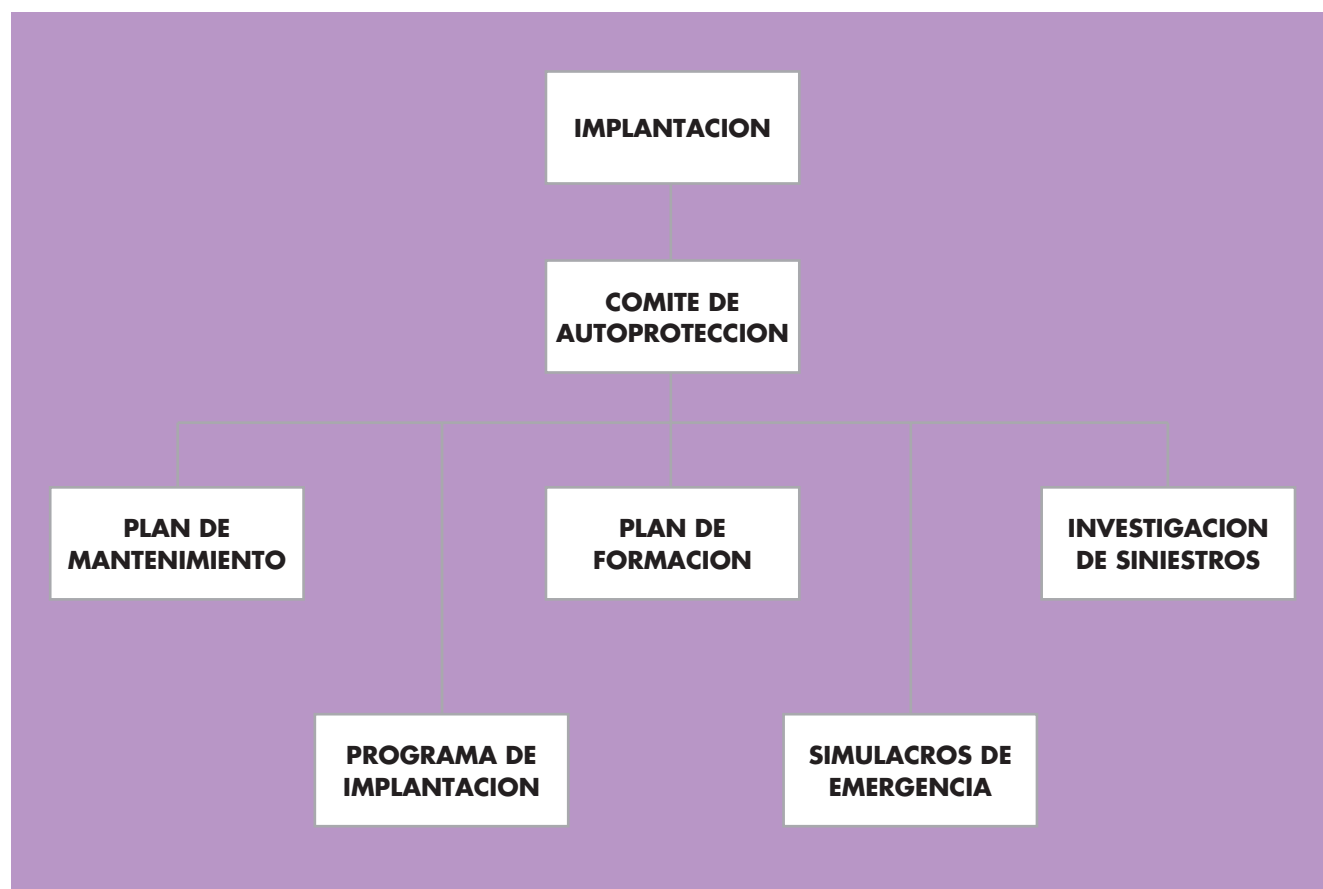 IMPLANTACION
COMITE DE
AUTOPROTECCION
PLAN DE
MANTENIMIENTO
PLAN DE
FORMACION
INVESTIGACION
DE SINIESTROS
PROGRAMA DE
IMPLANTACION
SIMULACROS DE
EMERGENCIA